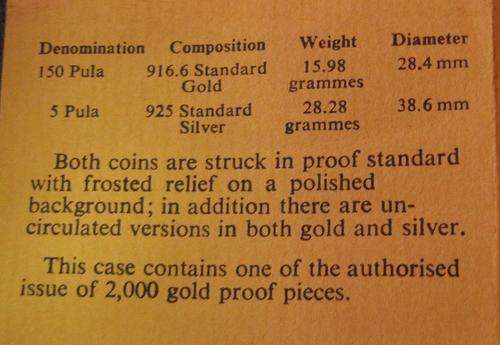 Denomination Composition Weight Diameter
150 Pula 916.6 Standard Gold 15.98 grammes 28.4 mm
5 Pula 925 Standard Silver 28.28 grammes 38.6 mm
Both coins are struck in proof standard
with frosted relief on a polished
background; in addition there are un-
circulated versions in both gold and silver.
This case contains one of the authorised
issue of 2,000 gold proof pieces.